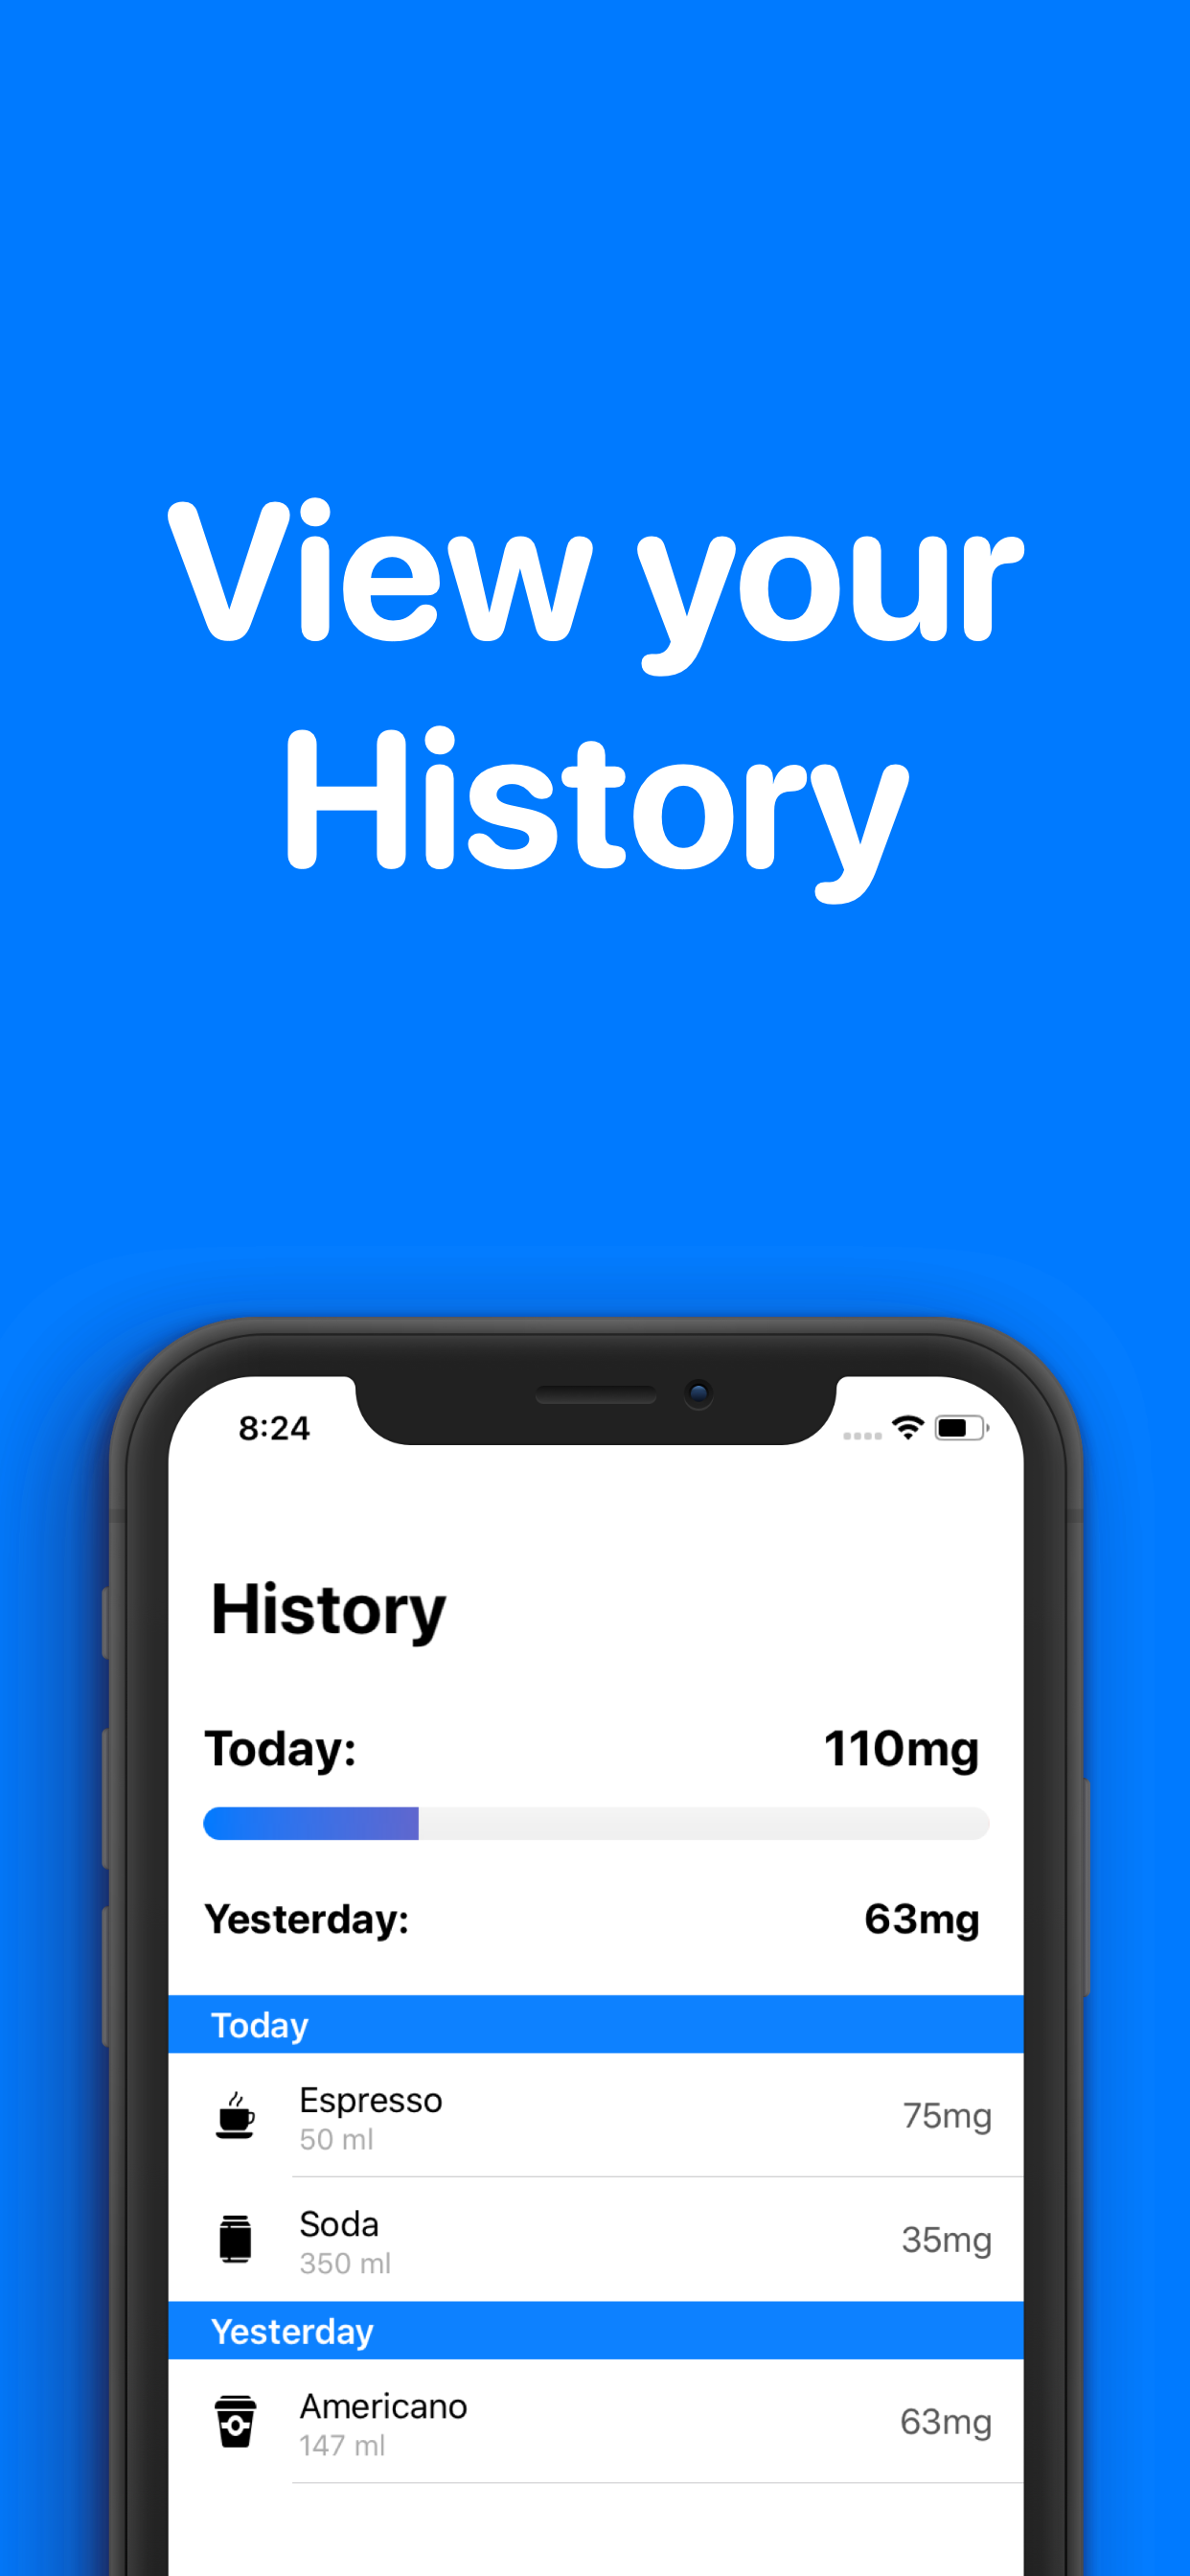 View your
History
8:24
History
Today: 110mg
Yesterday: 63mg
Today
Espresso 75mg
50 ml
Soda 35mg
350 ml
Yesterday
Americano 63mg
147 ml